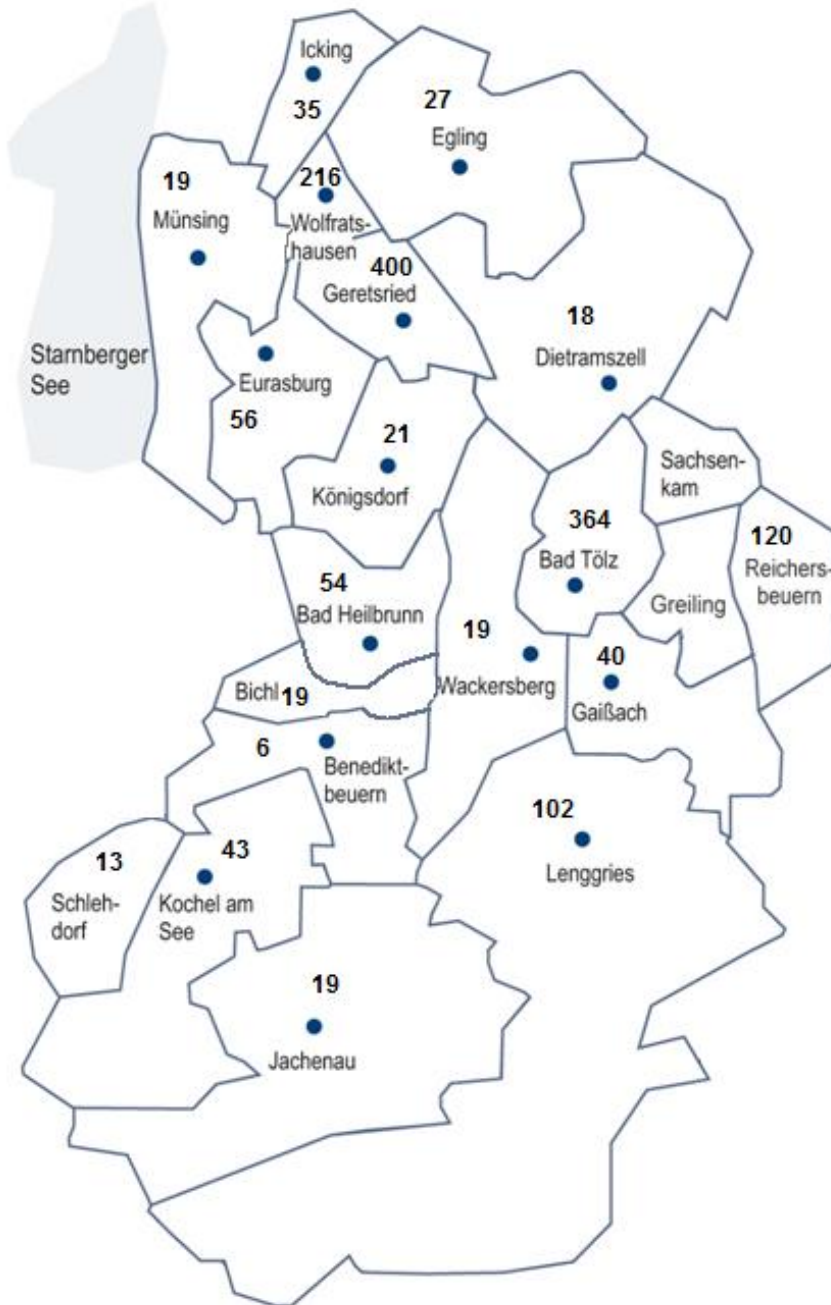 Icking
35
27
Egling
19
Münsing
216
Wolfrats-
hausen
400
Geretsried
18
Dietramszell
Starnberger
See
Eurasburg
56
21
Königsdorf
Sachsen-
kam
364
Bad Tölz
120
Reichers-
beuern
Greiling
54
Bad Heilbrunn
19
Wackersberg
40
Gaißach
Bichl 19
6
Benedikt-
beuern
102
Lenggries
13
Schleh-
dorf
43
Kochel am
See
19
Jachenau